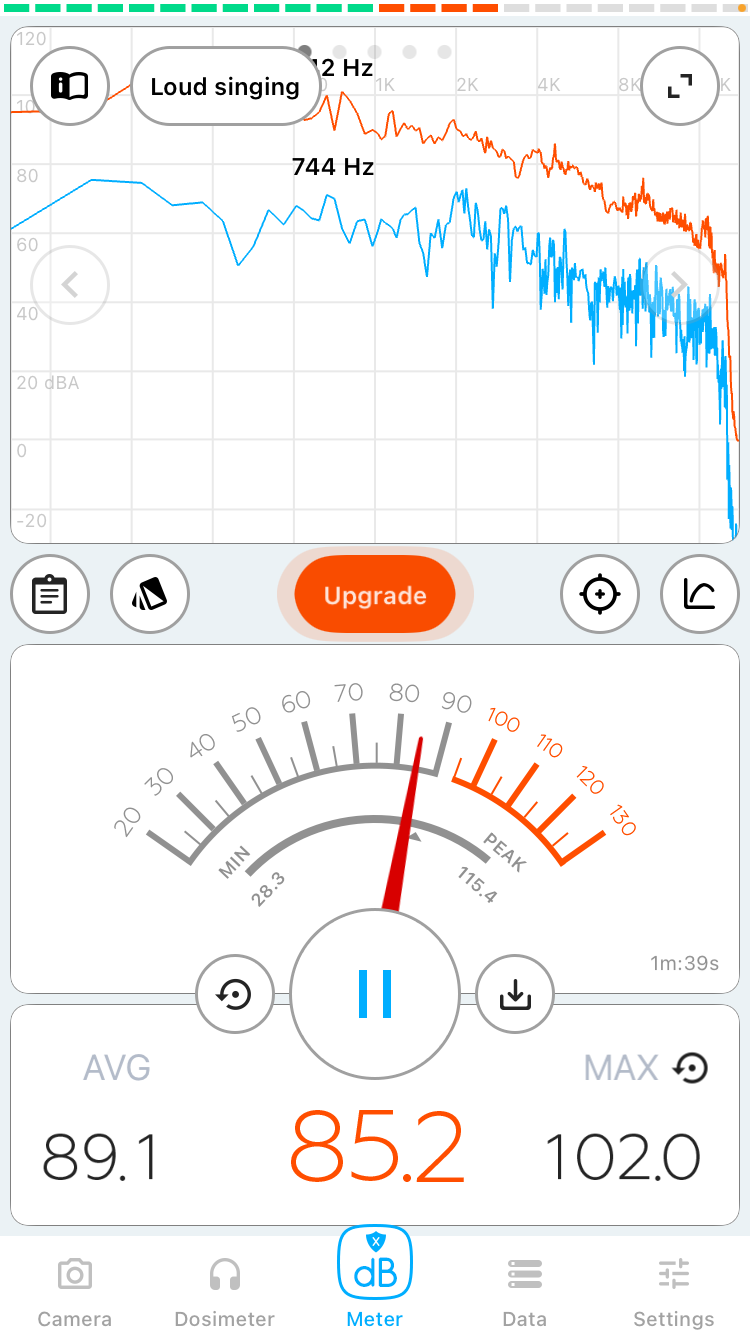 120
Loud singing
12 Hz
1K
2K
4K
8K
K
10
80
744 Hz
60
40
20 dBA
0
-20
Upgrade
20
30
40
50
60
70
80
90
100
110
120
130
MIN
28.3
PEAK
115.4
1m:39s
AVG
MAX
89.1
85.2
102.0
dB
Camera
Dosimeter
Meter
Data
Settings